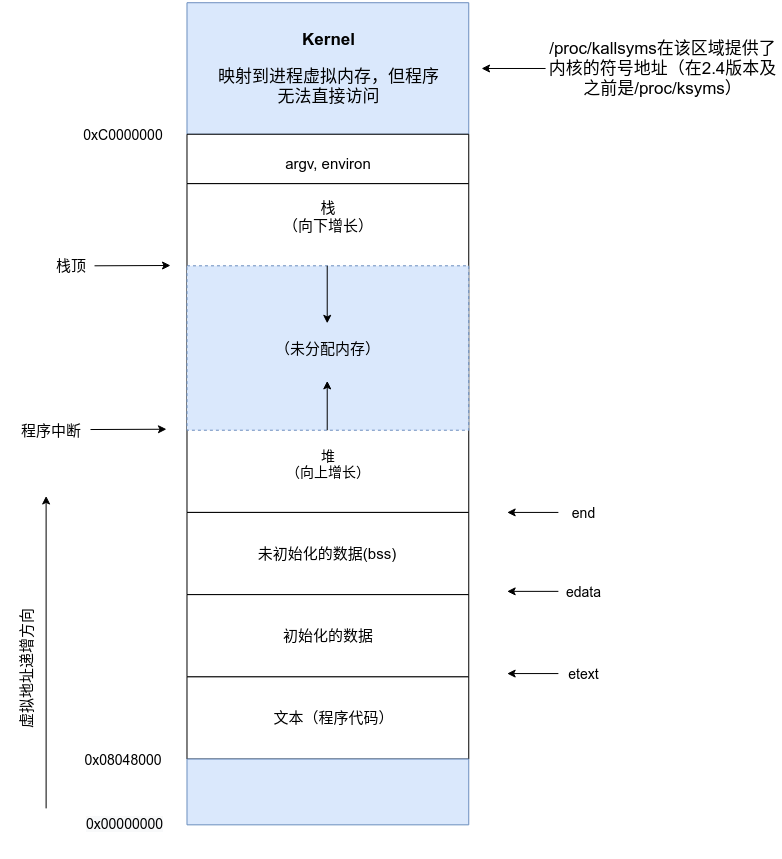 Kernel
映射到进程虚拟内存，但程序
无法直接访问
/proc/kallsyms在该区域提供了
内核的符号地址（在2.4版本及
之前是/proc/ksyms）
0xC0000000
argv, environ
栈
（向下增长）
栈顶
（未分配内存）
程序中断
堆
（向上增长）
end
未初始化的数据(bss)
edata
初始化的数据
虚拟地址递增方向
etext
文本（程序代码）
0x08048000
0x00000000